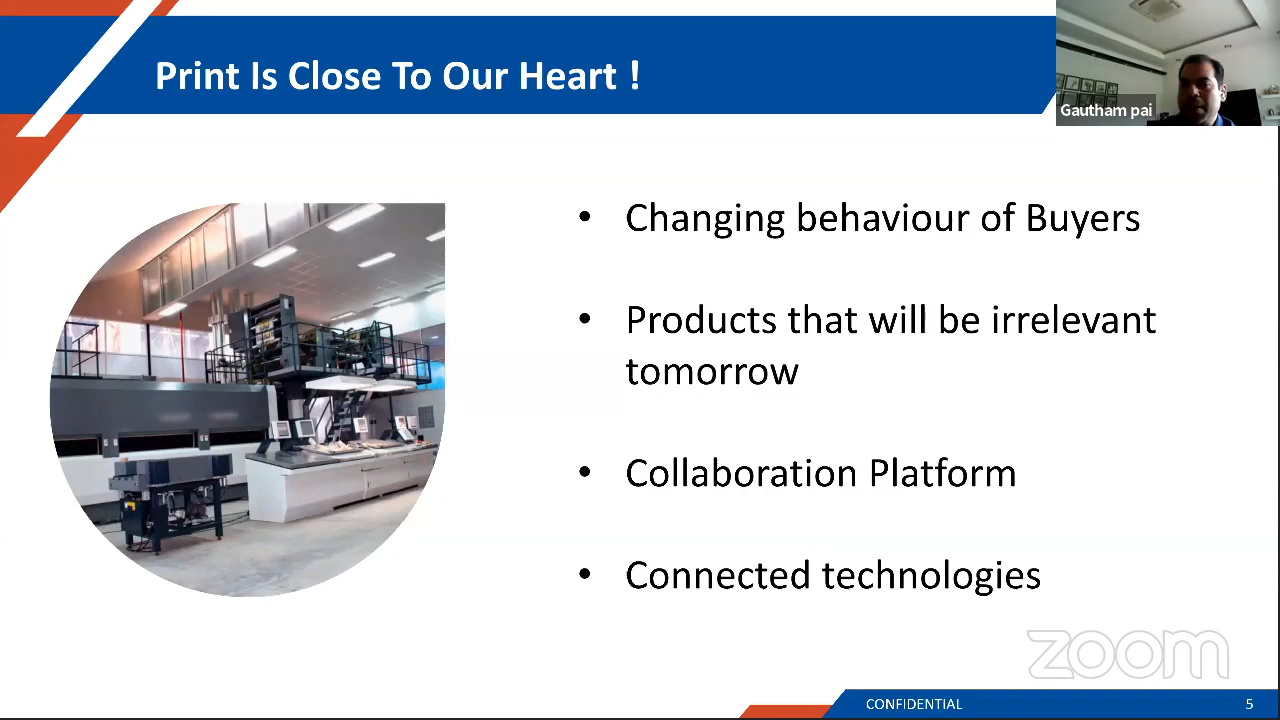 Print Is Close To Our Heart !
Gautham pai
• Changing behaviour of Buyers
• Products that will be irrelevant
tomorrow
• Collaboration Platform
• Connected technologies
zoom
CONFIDENTIAL
5